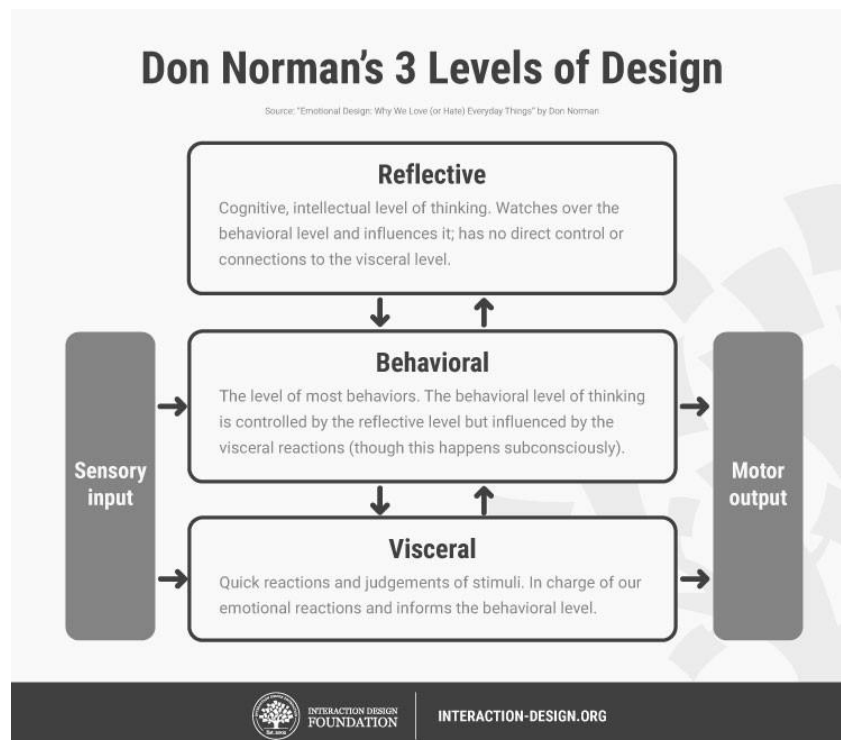 Don Norman's 3 Levels of Design
Source: "Emotional Design: Why We Love (or Hate) Everyday Things" by Don Norman
Reflective
Cognitive, intellectual level of thinking. Watches over the
behavioral level and influences it; has no direct control or
connections to the visceral level.
Sensory
input
Behavioral
The level of most behaviors. The behavioral level of thinking
is controlled by the reflective level but influenced by the
visceral reactions (though this happens subconsciously).
Motor
output
Visceral
Quick reactions and judgements of stimuli. In charge of our
emotional reactions and informs the behavioral level.
INTERACTION DESIGN
FOUNDATION
INTERACTION-DESIGN.ORG